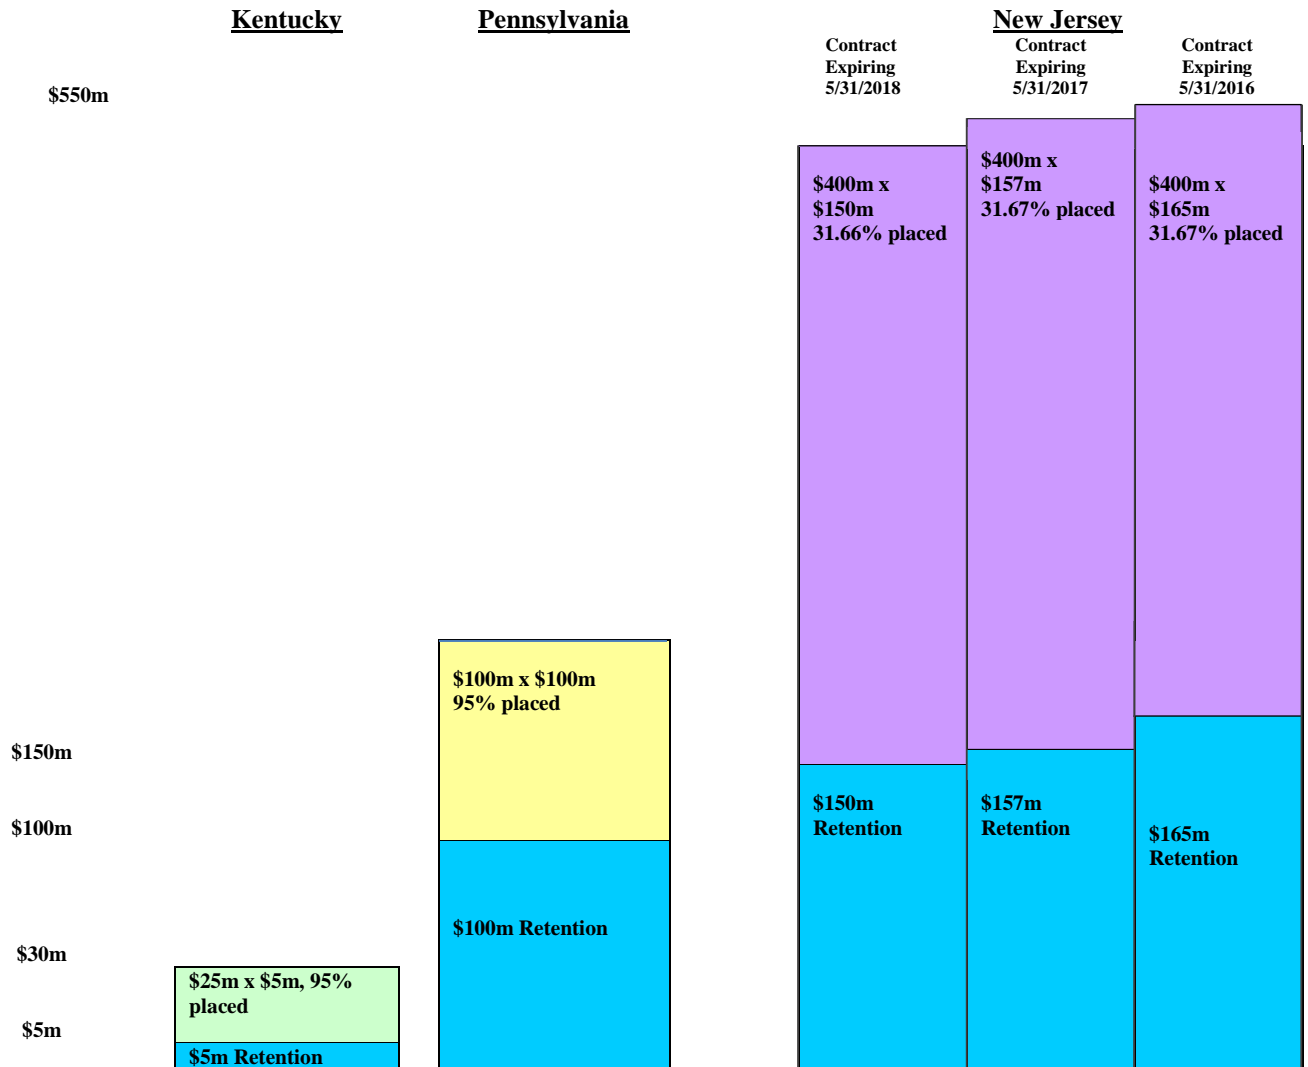 Kentucky
Pennsylvania
New Jersey
Contract
Expiring
5/31/2018
Contract
Expiring
5/31/2017
Contract
Expiring
5/31/2016
$550m
$150m
$100m
$30m
$5m
$25m x $5m, 95%
placed
$5m Retention
$100m x $100m
95% placed
$100m Retention
$400m x
$150m
31.66% placed
$150m
Retention
$400m x
$157m
31.67% placed
$157m
Retention
$400m x
$165m
31.67% placed
$165m
Retention